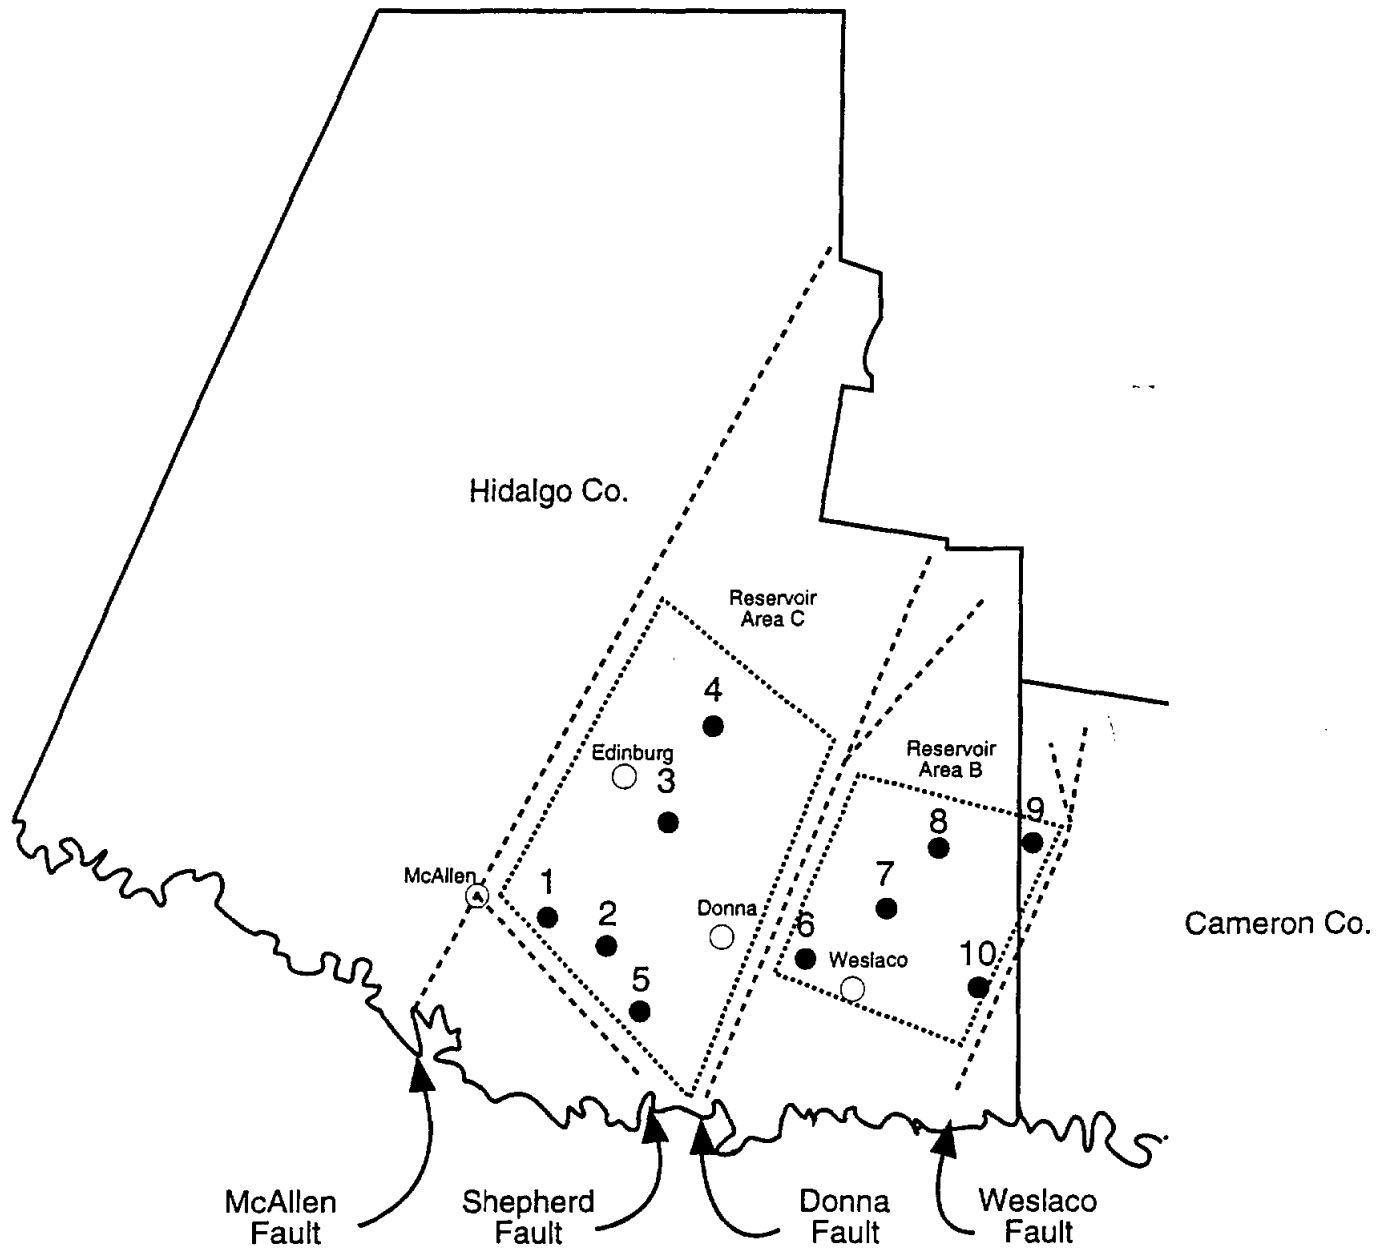 Hidalgo Co.
Reservoir
Area C
4
Edinburg
3
Reservoir
Area B
9
8
McAllen
A
1
2
Donna
7
6
Weslaco
10
5
Cameron Co.
McAllen
Fault
Shepherd
Fault
Donna
Fault
Weslaco
Fault